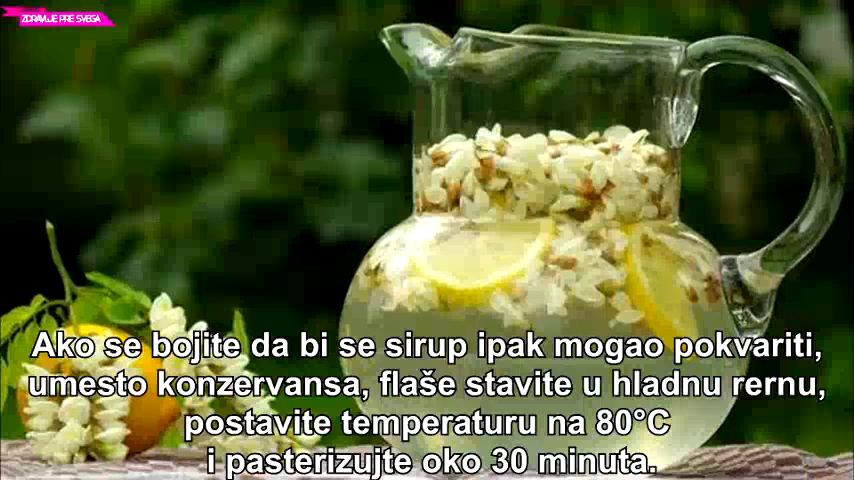 ZDRAVLJE PRE SVEGA
Ako se bojite da bi se sirup ipak mogao pokvariti,
umesto konzervansa, flaše stavite u hladnu rernu,
postavite temperaturu na 80°C
i pasterizujte oko 30 minuta.